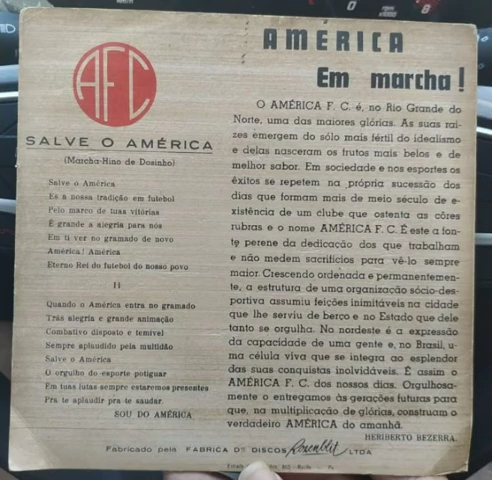 AFC
SALVE O AMÉRICA
(Marcha-Hino de Dosinho)
Salve o América
És a nossa tradição em futebol
Pelo marco de tuas vitórias
É grande a alegria para nós
Em ti ver no gramado de novo
América! América
Eterno Rei do futebol do nosso povo
II
Quando o América entra no gramado
Trás alegria e grande animação
Combativo disposto e temível
Sempre aplaudido pela multidão
Salve o América
O orgulho do esporte potiguar
Em tuas lutas sempre estaremos presentes
Pra te aplaudir pra te saudar.
SOU DO AMÉRICA
AMÉRICA
Em marcha!
O AMÉRICA F. C. é, no Rio Grande do
Norte, uma das maiores glórias. As suas raí-
zes emergem do sólo mais fértil do idealismo
e delas nasceram os frutos mais belos e de
melhor sabor. Em sociedade e nos esportes os
êxitos se repetem na própria sucessão dos
dias que formam mais de meio século de e-
xistência de um clube que ostenta as côres
rubras e o nome AMÉRICA F. C. É este a fon-
te perene da dedicação dos que trabalham
e não medem sacrifícios para vê-lo sempre
maior. Crescendo ordenada e permanentemen-
te, a estrutura de uma organização sócio-des-
portiva assumiu feições inimitáveis na cidade
que lhe serviu de berço e no Estado que dele
tanto se orgulha. No nordeste é a expressão
da capacidade de uma gente e, no Brasil, u-
ma célula viva que se integra ao esplendor
das suas conquistas inolvidáveis. É assim o
AMÉRICA F. C. dos nossos dias. Orgulhosa-
mente o entregamos às gerações futuras para
que, na multiplicação de glórias, construam o
verdadeiro AMÉRICA do amanhã.
HERIBERTO BEZERRA
Fabricado pela FABRICA DE DISCOS Rosenblit LTDA